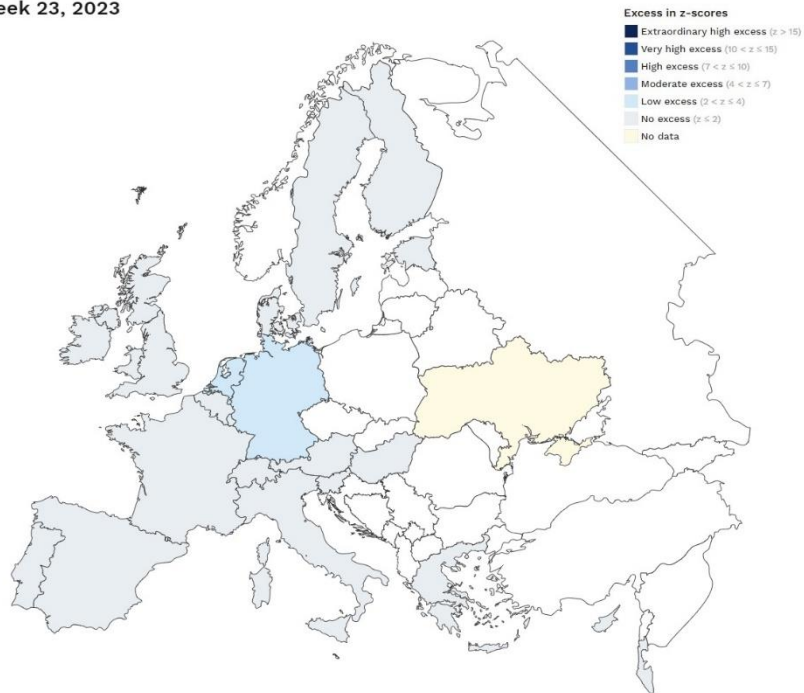 eek 23, 2023
Excess in z-scores
Extraordinary high excess (z > 15)
Very high excess (10 < z ≤ 15)
High excess (7 < z ≤ 10)
Moderate excess (4 < z ≤ 7)
Low excess (2 < z ≤ 4)
No excess (z ≤ 2)
No data